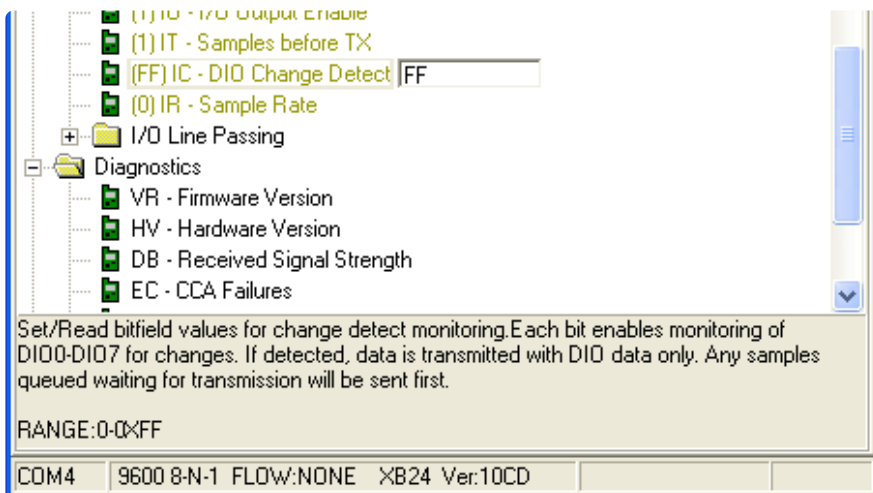 (1) IU - I/O Output Enable
(1) IT - Samples before TX
(FF) IC - DIO Change Detect FF
(0) IR - Sample Rate
I/O Line Passing
Diagnostics
VR - Firmware Version
HV - Hardware Version
DB - Received Signal Strength
EC - CCA Failures
Set/Read bitfield values for change detect monitoring.Each bit enables monitoring of
DIO0-DIO7 for changes. If detected, data is transmitted with DIO data only. Any samples
queued waiting for transmission will be sent first.
RANGE:0-0XFF
COM4 9600 8-N-1 FLOW:NONE XB24 Ver:10CD